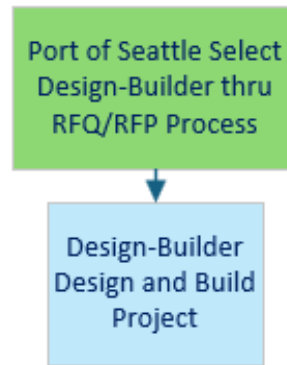 Port of Seattle Select
Design-Builder thru
RFQ/RFP Process
Design-Builder
Design and Build
Project